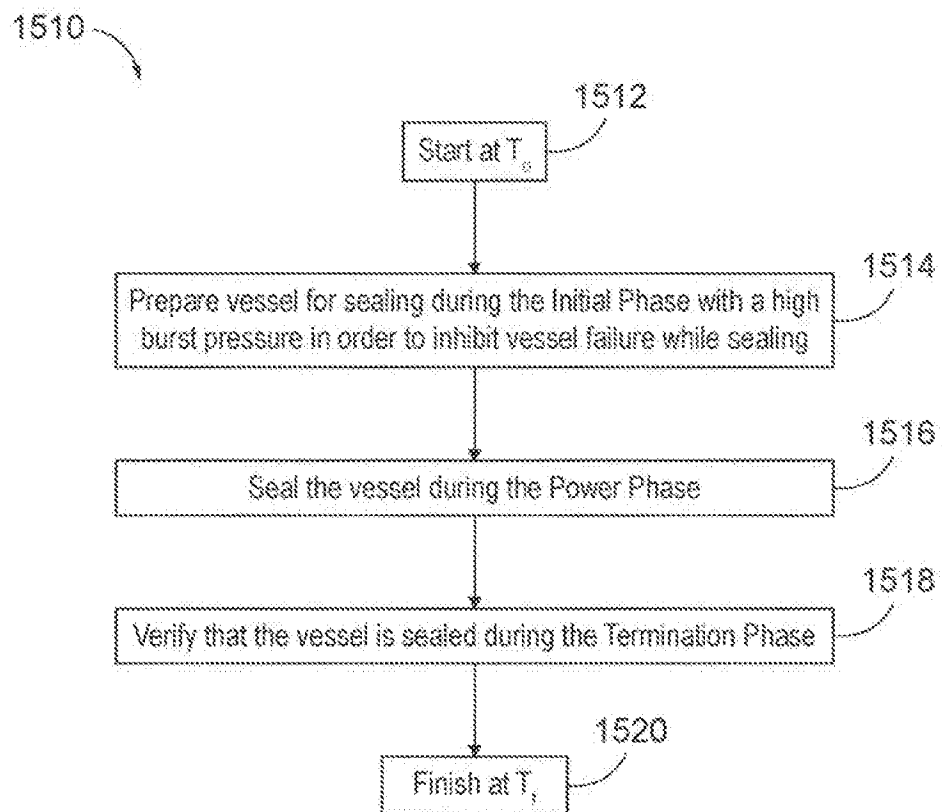 1510
1512
Start at T₀
1514
Prepare vessel for sealing during the Initial Phase with a high
burst pressure in order to inhibit vessel failure while sealing
1516
Seal the vessel during the Power Phase
1518
Verify that the vessel is sealed during the Termination Phase
1520
Finish at Tf